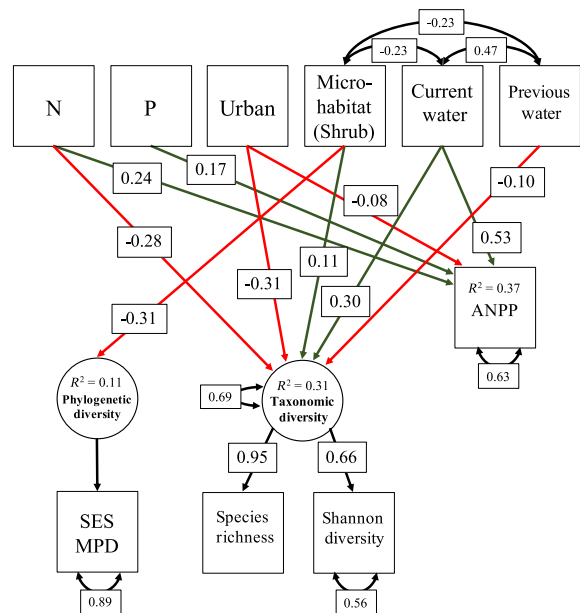 -0.23
-0.23
0.47
N
P
Urban
Micro-
habitat
(Shrub)
Current
water
Previous
water
0.24
0.17
-0.08
-0.10
-0.28
0.11
0.53
-0.31
-0.31
0.30
R² = 0.37
ANPP
0.63
R² = 0.11
Phylogenetic
diversity
0.69
R² = 0.31
Taxonomic
diversity
0.95
0.66
SES
MPD
Species
richness
Shannon
diversity
0.89
0.56